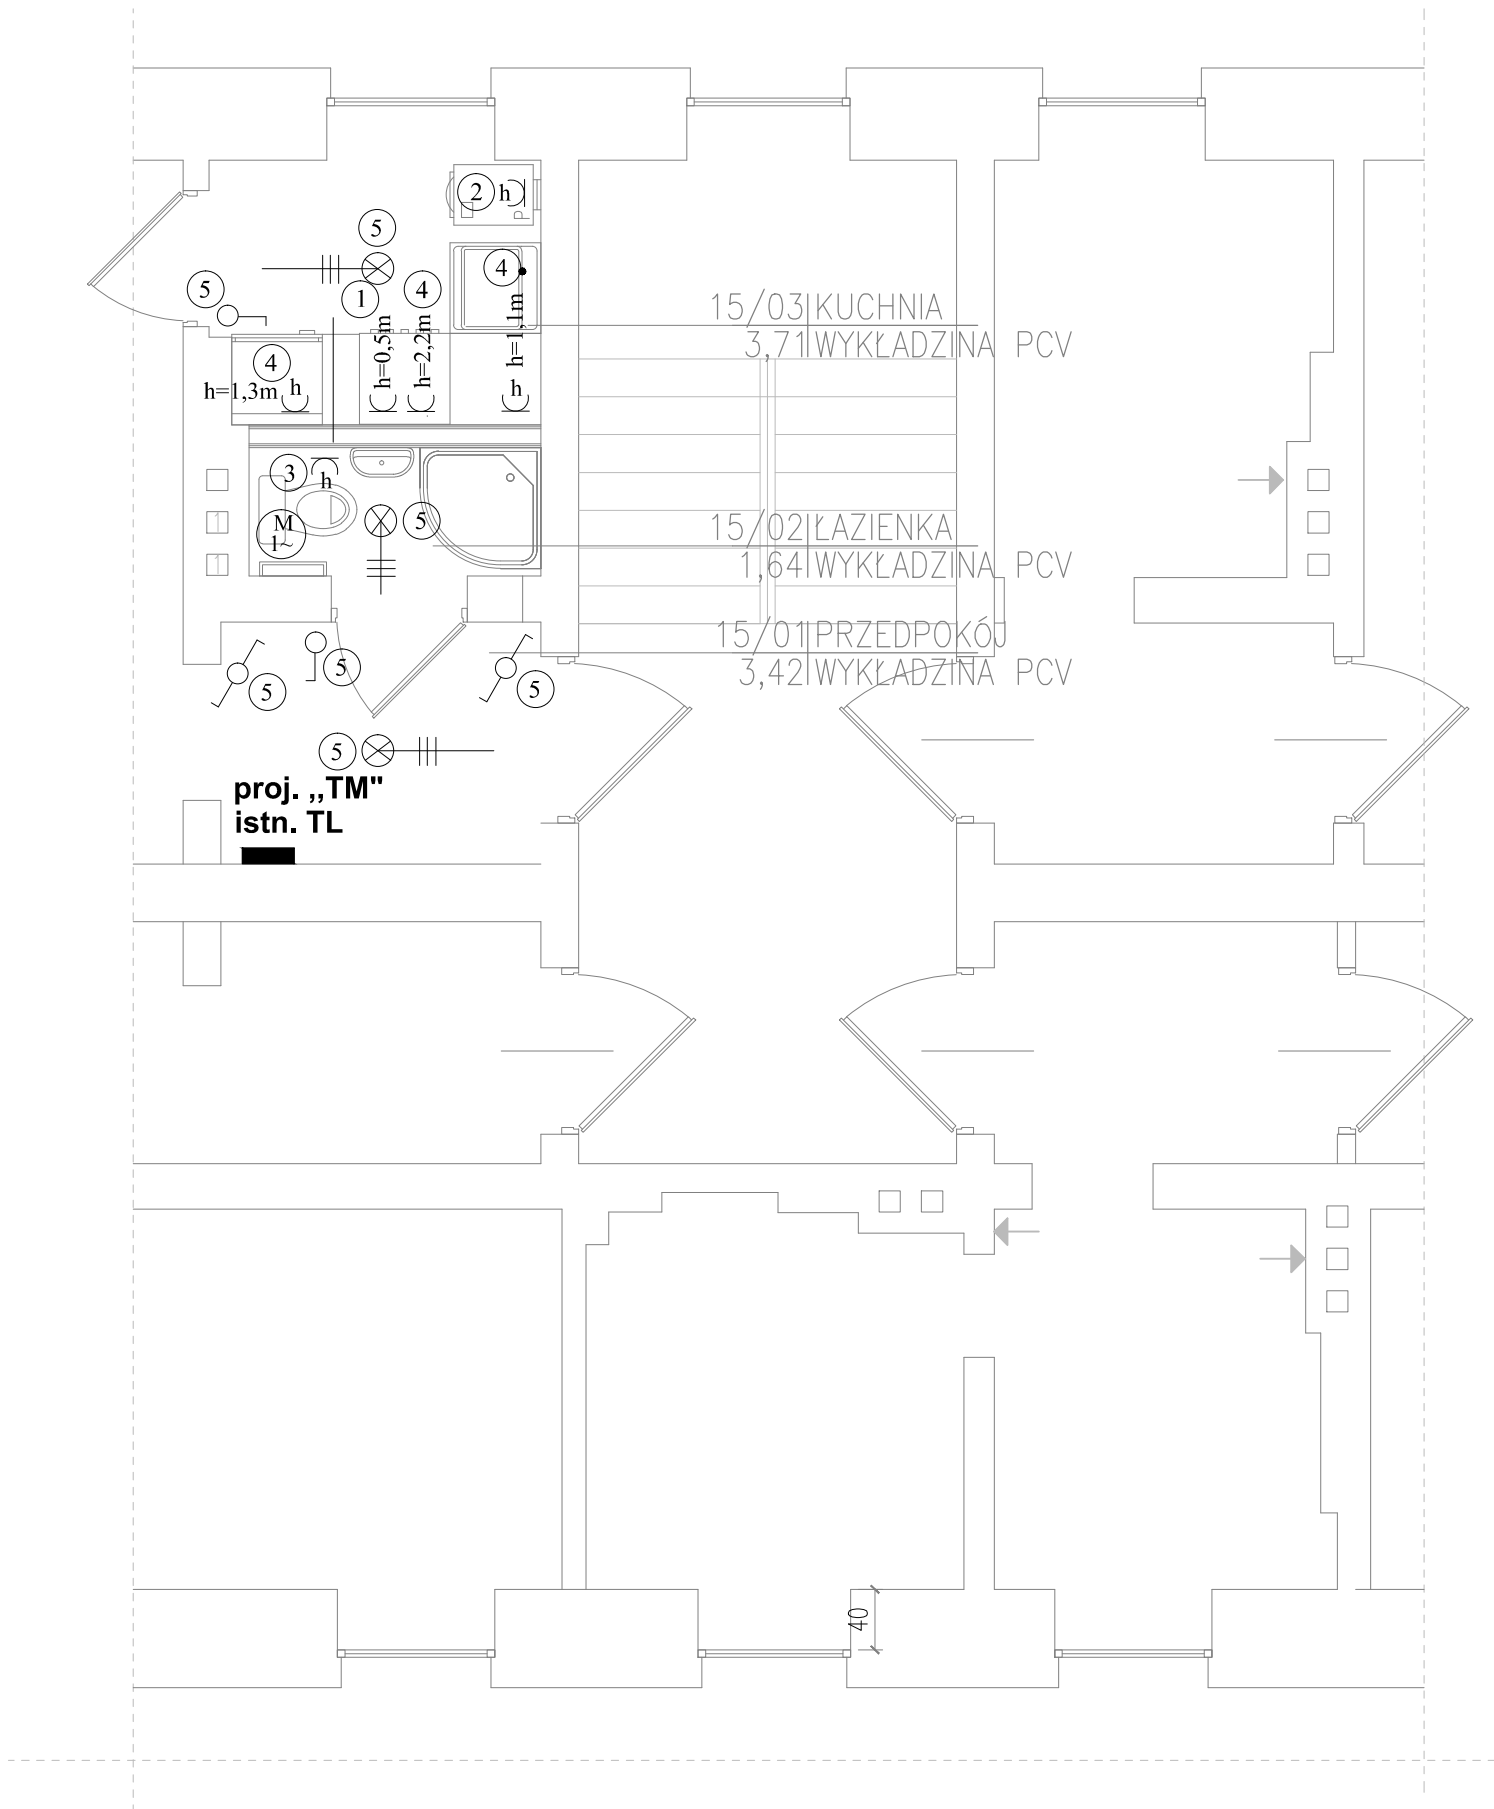 2
h
P
5
4
5
1
4
15/03 KUCHNIA
3,71 WYKŁADZINA PCV
h=0,5m
h=2,2m
h=1,1m
4
h=1,3m
h
h
3
h
M
1~
5
1
1
15/02 ŁAZIENKA
1,64 WYKŁADZINA PCV
15/01 PRZEDPOKÓJ
3,42 WYKŁADZINA PCV
5
5
5
5
proj. ,,TM"
istn. TL
40